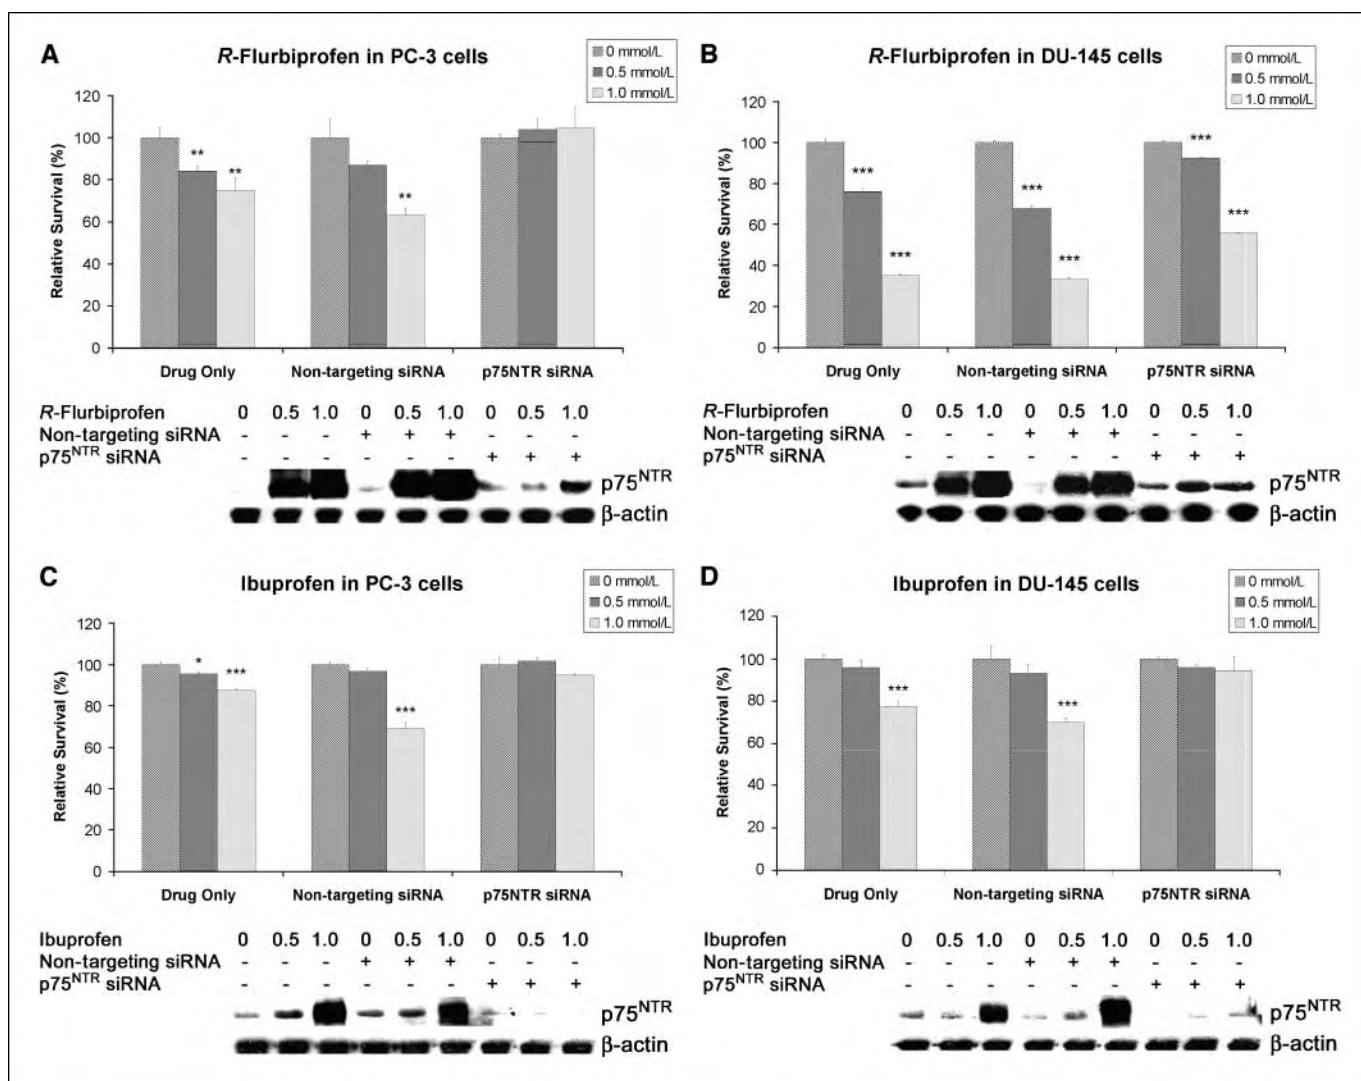 A
R-Flurbiprofen in PC-3 cells
0 mmol/L
0.5 mmol/L
1.0 mmol/L
Relative Survival (%)
120
100
80
60
40
20
0
** ** **
Drug Only Non-targeting siRNA p75NTR siRNA
R-Flurbiprofen 0 0.5 1.0 0 0.5 1.0 0 0.5 1.0
Non-targeting siRNA - - - + + + - - -
p75NTR siRNA - - - - - - + + +
p75NTR
β-actin
B
R-Flurbiprofen in DU-145 cells
0 mmol/L
0.5 mmol/L
1.0 mmol/L
Relative Survival (%)
120
100
80
60
40
20
0
*** *** *** *** *** ***
Drug Only Non-targeting siRNA p75NTR siRNA
R-Flurbiprofen 0 0.5 1.0 0 0.5 1.0 0 0.5 1.0
Non-targeting siRNA - - - + + + - - -
p75NTR siRNA - - - - - - + + +
p75NTR
β-actin
C
Ibuprofen in PC-3 cells
0 mmol/L
0.5 mmol/L
1.0 mmol/L
Relative Survival (%)
120
100
80
60
40
20
0
* *** ***
Drug Only Non-targeting siRNA p75NTR siRNA
Ibuprofen 0 0.5 1.0 0 0.5 1.0 0 0.5 1.0
Non-targeting siRNA - - - + + + - - -
p75NTR siRNA - - - - - - + + +
p75NTR
β-actin
D
Ibuprofen in DU-145 cells
0 mmol/L
0.5 mmol/L
1.0 mmol/L
Relative Survival (%)
120
100
80
60
40
20
0
*** ***
Drug Only Non-targeting siRNA p75NTR siRNA
Ibuprofen 0 0.5 1.0 0 0.5 1.0 0 0.5 1.0
Non-targeting siRNA - - - + + + - - -
p75NTR siRNA - - - - - - + + +
p75NTR
β-actin